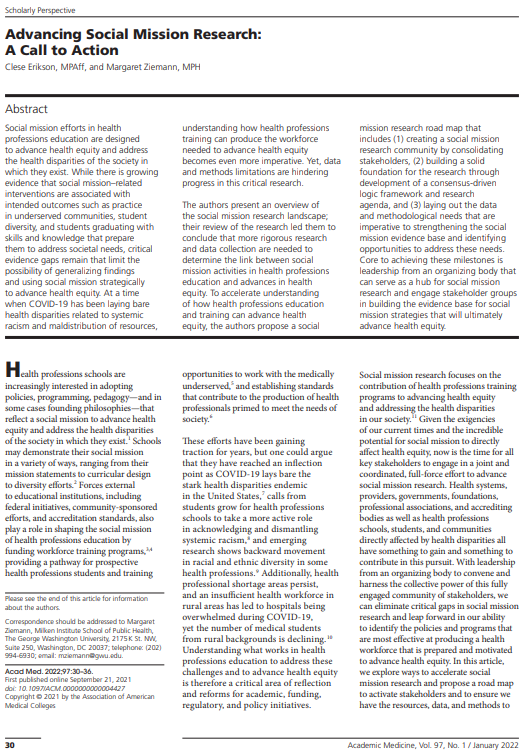 Scholarly Perspective
Advancing Social Mission Research:
A Call to Action
Clese Erikson, MPAff, and Margaret Ziemann, MPH
Abstract
Social mission efforts in health
professions education are designed
to advance health equity and address
the health disparities of the society in
which they exist. While there is growing
evidence that social mission–related
interventions are associated with
intended outcomes such as practice
in underserved communities, student
diversity, and students graduating with
skills and knowledge that prepare
them to address societal needs, critical
evidence gaps remain that limit the
possibility of generalizing findings
and using social mission strategically
to advance health equity. At a time
when COVID-19 has been laying bare
health disparities related to systemic
racism and maldistribution of resources,
understanding how health professions
training can produce the workforce
needed to advance health equity
becomes even more imperative. Yet, data
and methods limitations are hindering
progress in this critical research.
The authors present an overview of
the social mission research landscape;
their review of the research led them to
conclude that more rigorous research
and data collection are needed to
determine the link between social
mission activities in health professions
education and advances in health
equity. To accelerate understanding
of how health professions education
and training can advance health
equity, the authors propose a social
mission research road map that
includes (1) creating a social mission
research community by consolidating
stakeholders, (2) building a solid
foundation for the research through
development of a consensus-driven
logic framework and research
agenda, and (3) laying out the data
and methodological needs that are
imperative to strengthening the social
mission evidence base and identifying
opportunities to address these needs.
Core to achieving these milestones is
leadership from an organizing body that
can serve as a hub for social mission
research and engage stakeholder groups
in building the evidence base for social
mission strategies that will ultimately
advance health equity.
Health professions schools are
increasingly interested in adopting
policies, programming, pedagogy—and in
some cases founding philosophies—that
reflect a social mission to advance health
equity and address the health disparities
of the society in which they exist.1 Schools
may demonstrate their social mission
in a variety of ways, ranging from their
mission statements to curricular design
to diversity efforts.2 Forces external
to educational institutions, including
federal initiatives, community-sponsored
efforts, and accreditation standards, also
play a role in shaping the social mission
of health professions education by
funding workforce training programs,3,4
providing a pathway for prospective
health professions students and training
Please see the end of this article for information
about the authors.
Correspondence should be addressed to Margaret
Ziemann, Milken Institute School of Public Health,
The George Washington University, 2175 K St. NW,
Suite 250, Washington, DC 20037; telephone: (202)
994-6930; email: mziemann@gwu.edu.
Acad Med. 2022;97:30–36.
First published online September 21, 2021
doi: 10.1097/ACM.0000000000004427
Copyright © 2021 by the Association of American
Medical Colleges
opportunities to work with the medically
underserved,5 and establishing standards
that contribute to the production of health
professionals primed to meet the needs of
society.6
These efforts have been gaining
traction for years, but one could argue
that they have reached an inflection
point as COVID-19 lays bare the
stark health disparities endemic
in the United States,7 calls from
students grow for health professions
schools to take a more active role
in acknowledging and dismantling
systemic racism,8 and emerging
research shows backward movement
in racial and ethnic diversity in some
health professions.9 Additionally, health
professional shortage areas persist,
and an insufficient health workforce in
rural areas has led to hospitals being
overwhelmed during COVID-19,
yet the number of medical students
from rural backgrounds is declining.10
Understanding what works in health
professions education to address these
challenges and to advance health equity
is therefore a critical area of reflection
and reforms for academic, funding,
regulatory, and policy initiatives.
Social mission research focuses on the
contribution of health professions training
programs to advancing health equity
and addressing the health disparities
in our society.11 Given the exigencies
of our current times and the incredible
potential for social mission to directly
affect health equity, now is the time for all
key stakeholders to engage in a joint and
coordinated, full-force effort to advance
social mission research. Health systems,
providers, governments, foundations,
professional associations, and accrediting
bodies as well as health professions
schools, students, and communities
directly affected by health disparities all
have something to gain and something to
contribute in this pursuit. With leadership
from an organizing body to convene and
harness the collective power of this fully
engaged community of stakeholders, we
can eliminate critical gaps in social mission
research and leap forward in our ability
to identify the policies and programs that
are most effective at producing a health
workforce that is prepared and motivated
to advance health equity. In this article,
we explore ways to accelerate social
mission research and propose a road map
to activate stakeholders and to ensure we
have the resources, data, and methods to
30
Academic Medicine, Vol. 97, No. 1 / January 2022